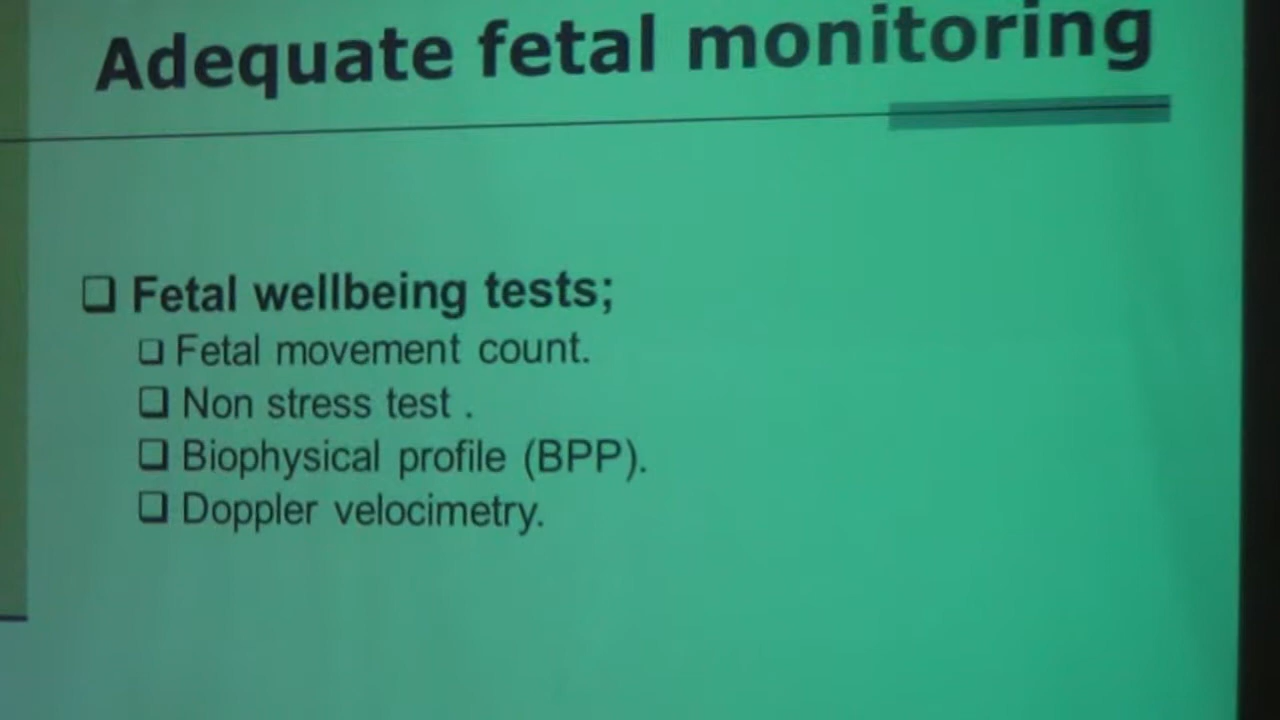 Adequate fetal monitoring
❑ Fetal wellbeing tests;
❑ Fetal movement count.
❑ Non stress test .
❑ Biophysical profile (BPP).
❑ Doppler velocimetry.